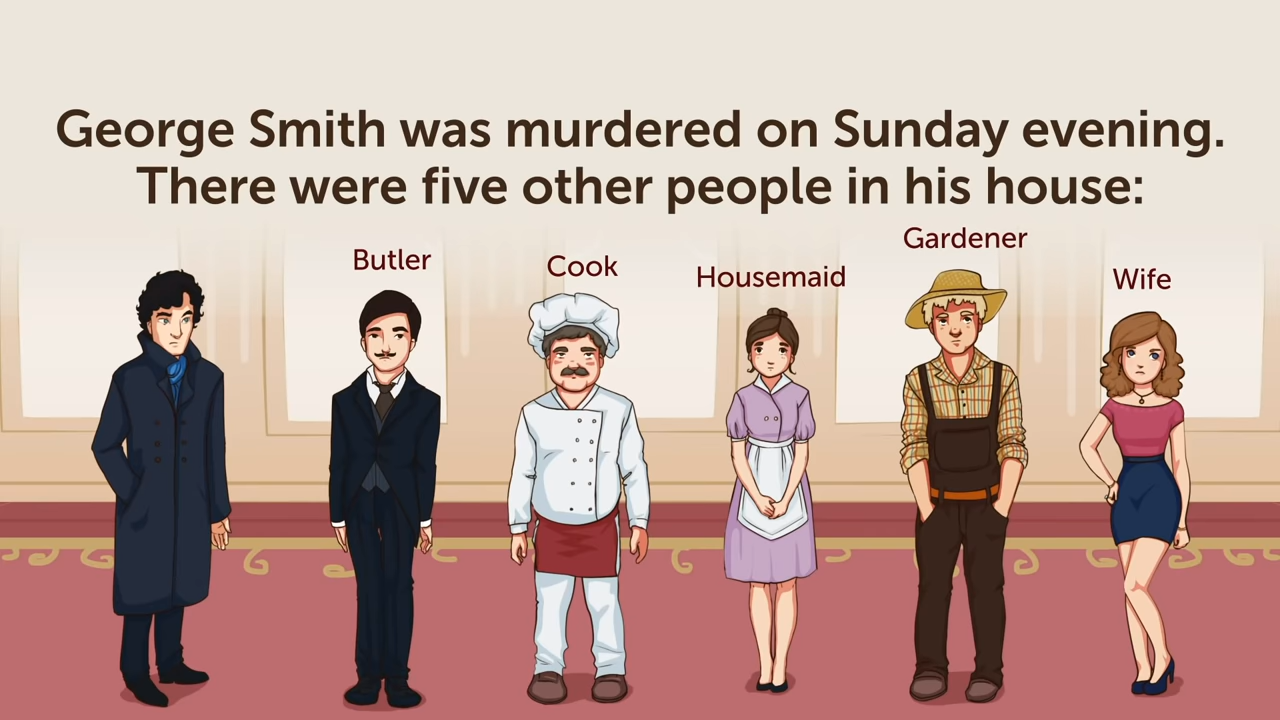 George Smith was murdered on Sunday evening.
There were five other people in his house:
Butler
Cook
Housemaid
Gardener
Wife